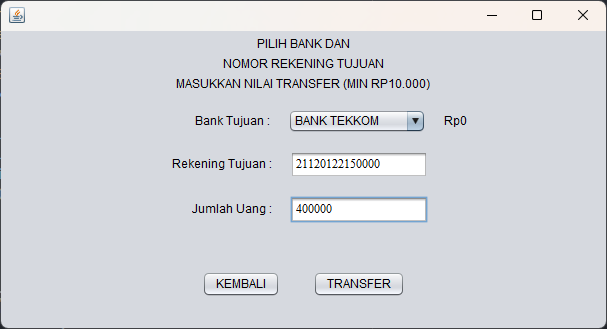 PILIH BANK DAN
NOMOR REKENING TUJUAN
MASUKKAN NILAI TRANSFER (MIN RP10.000)
Bank Tujuan : BANK TEKKOM Rp0
Rekening Tujuan : 21120122150000
Jumlah Uang : 400000
KEMBALI TRANSFER